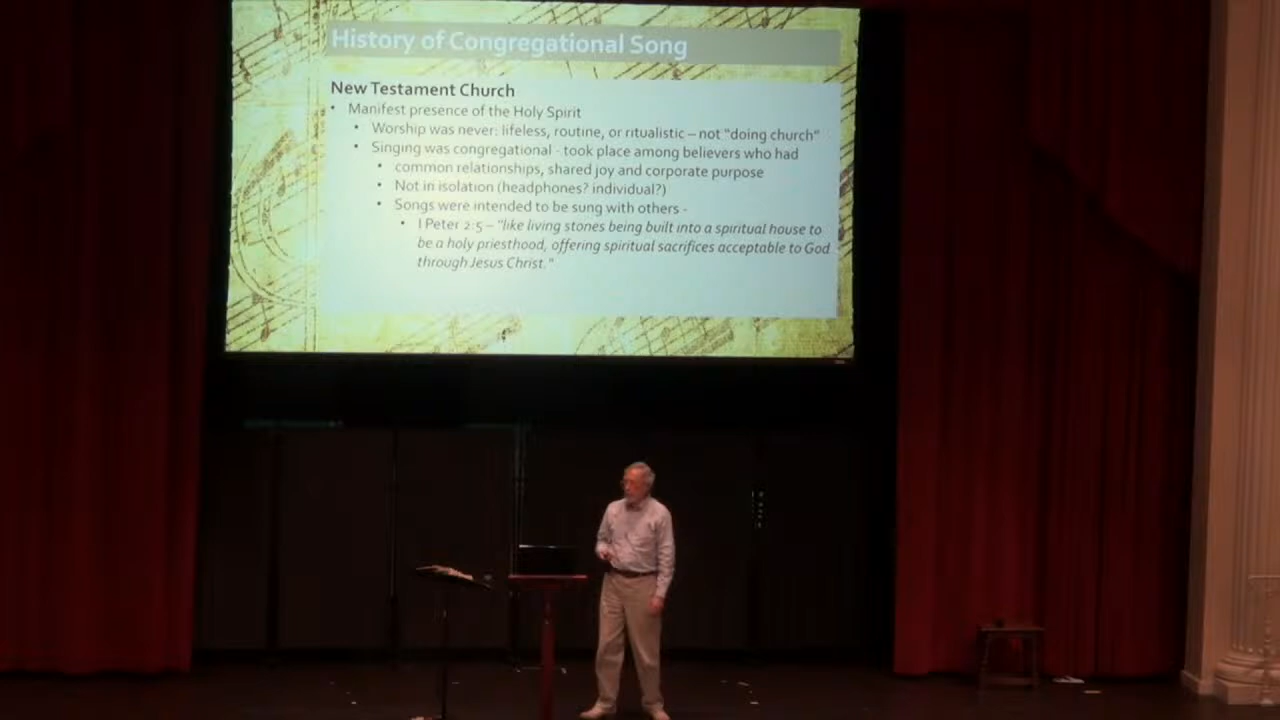 History of Congregational Song
New Testament Church
• Manifest presence of the Holy Spirit
• Worship was never: lifeless, routine, or ritualistic – not "doing church"
• Singing was congregational - took place among believers who had
• common relationships, shared joy and corporate purpose
• Not in isolation (headphones? individual?)
• Songs were intended to be sung with others -
• I Peter 2:5 – "like living stones being built into a spiritual house to
be a holy priesthood, offering spiritual sacrifices acceptable to God
through Jesus Christ."